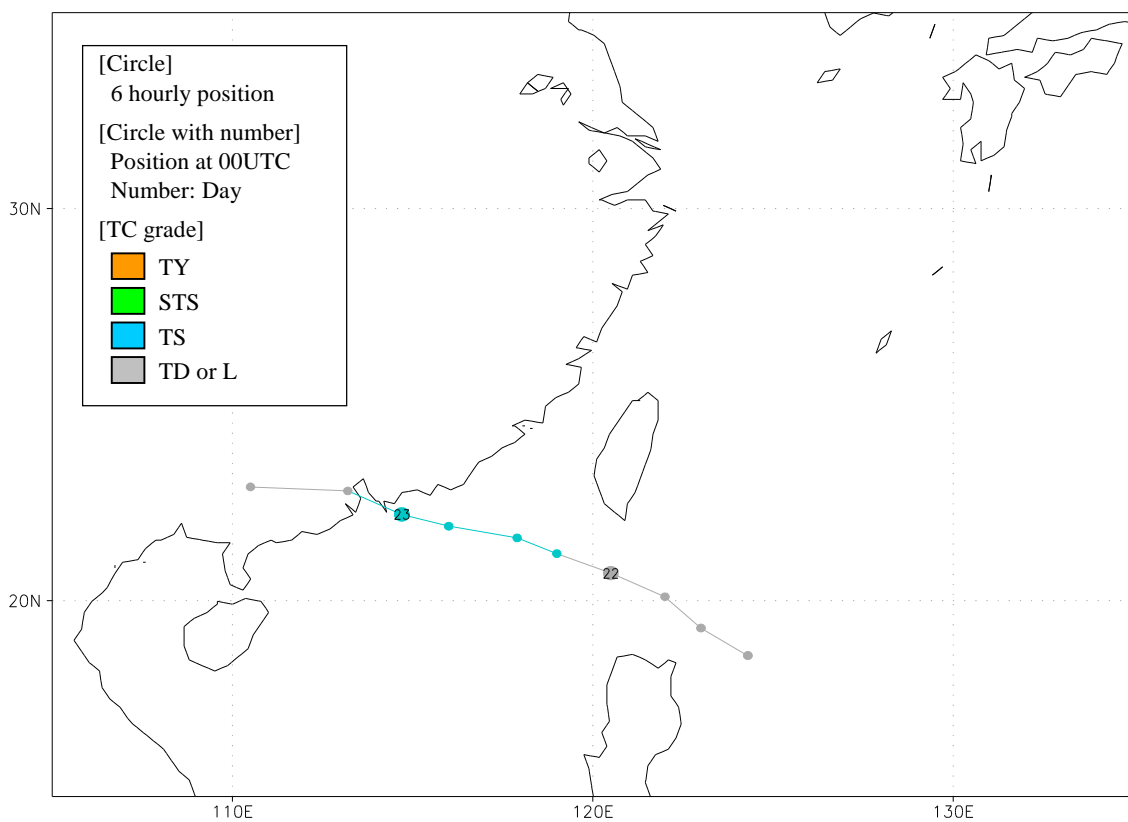 [Circle]
6 hourly position
[Circle with number]
Position at 00UTC
Number: Day
[TC grade]
TY
STS
TS
TD or L
30N
23
22
20N
110E
120E
130E